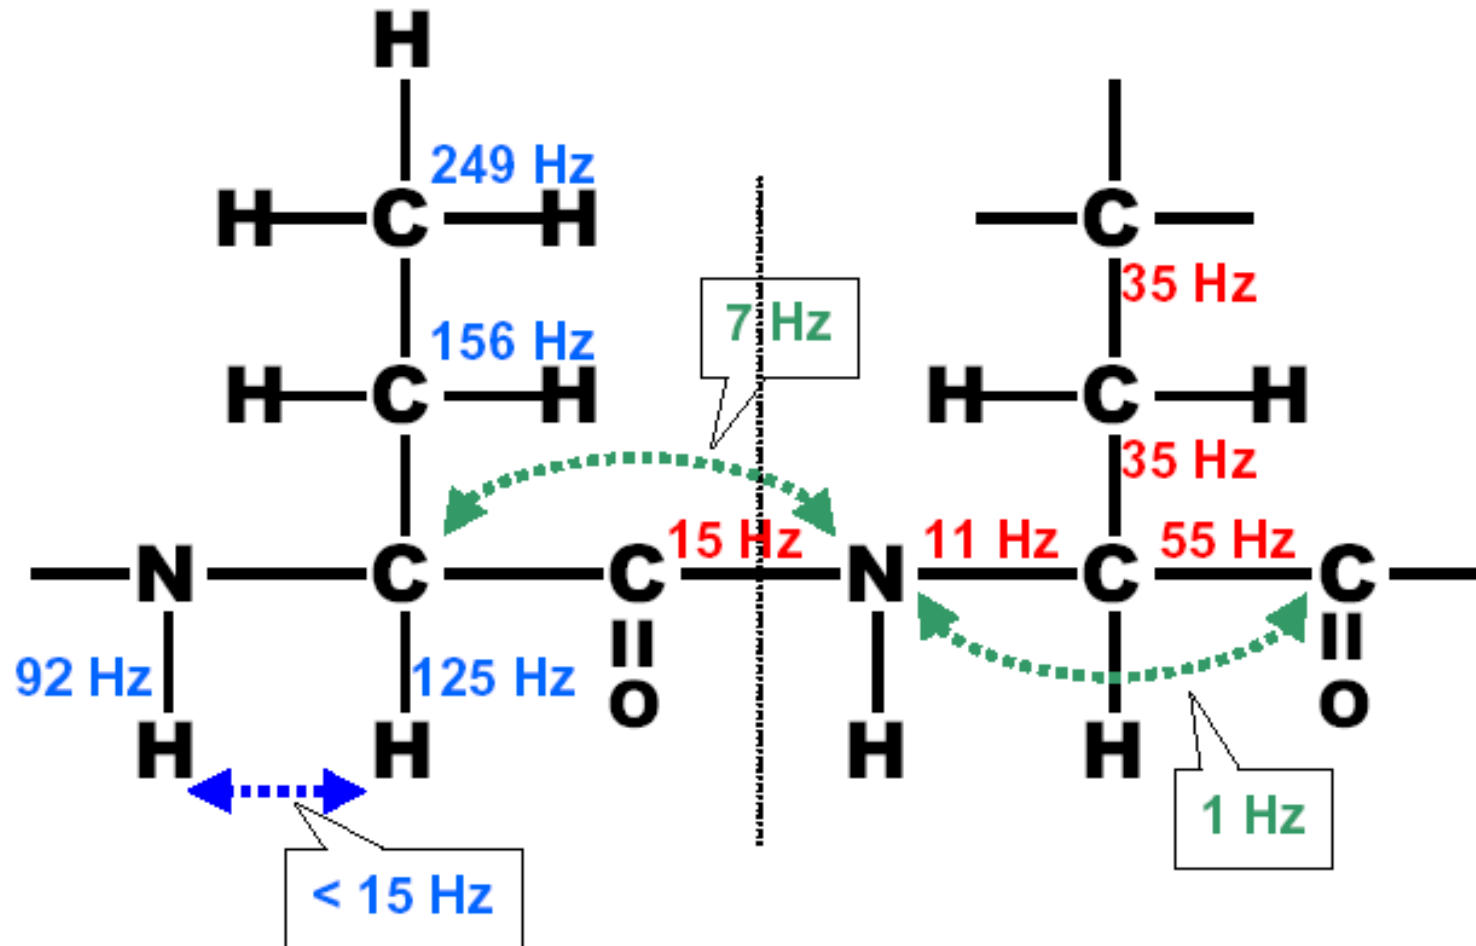 H
249 Hz
H C H C
35 Hz
7 Hz
156 Hz
H C H H C H
35 Hz
15 Hz 11 Hz 55 Hz
N C C N C C
92 Hz 125 Hz
O O
H H H H
1 Hz
< 15 Hz